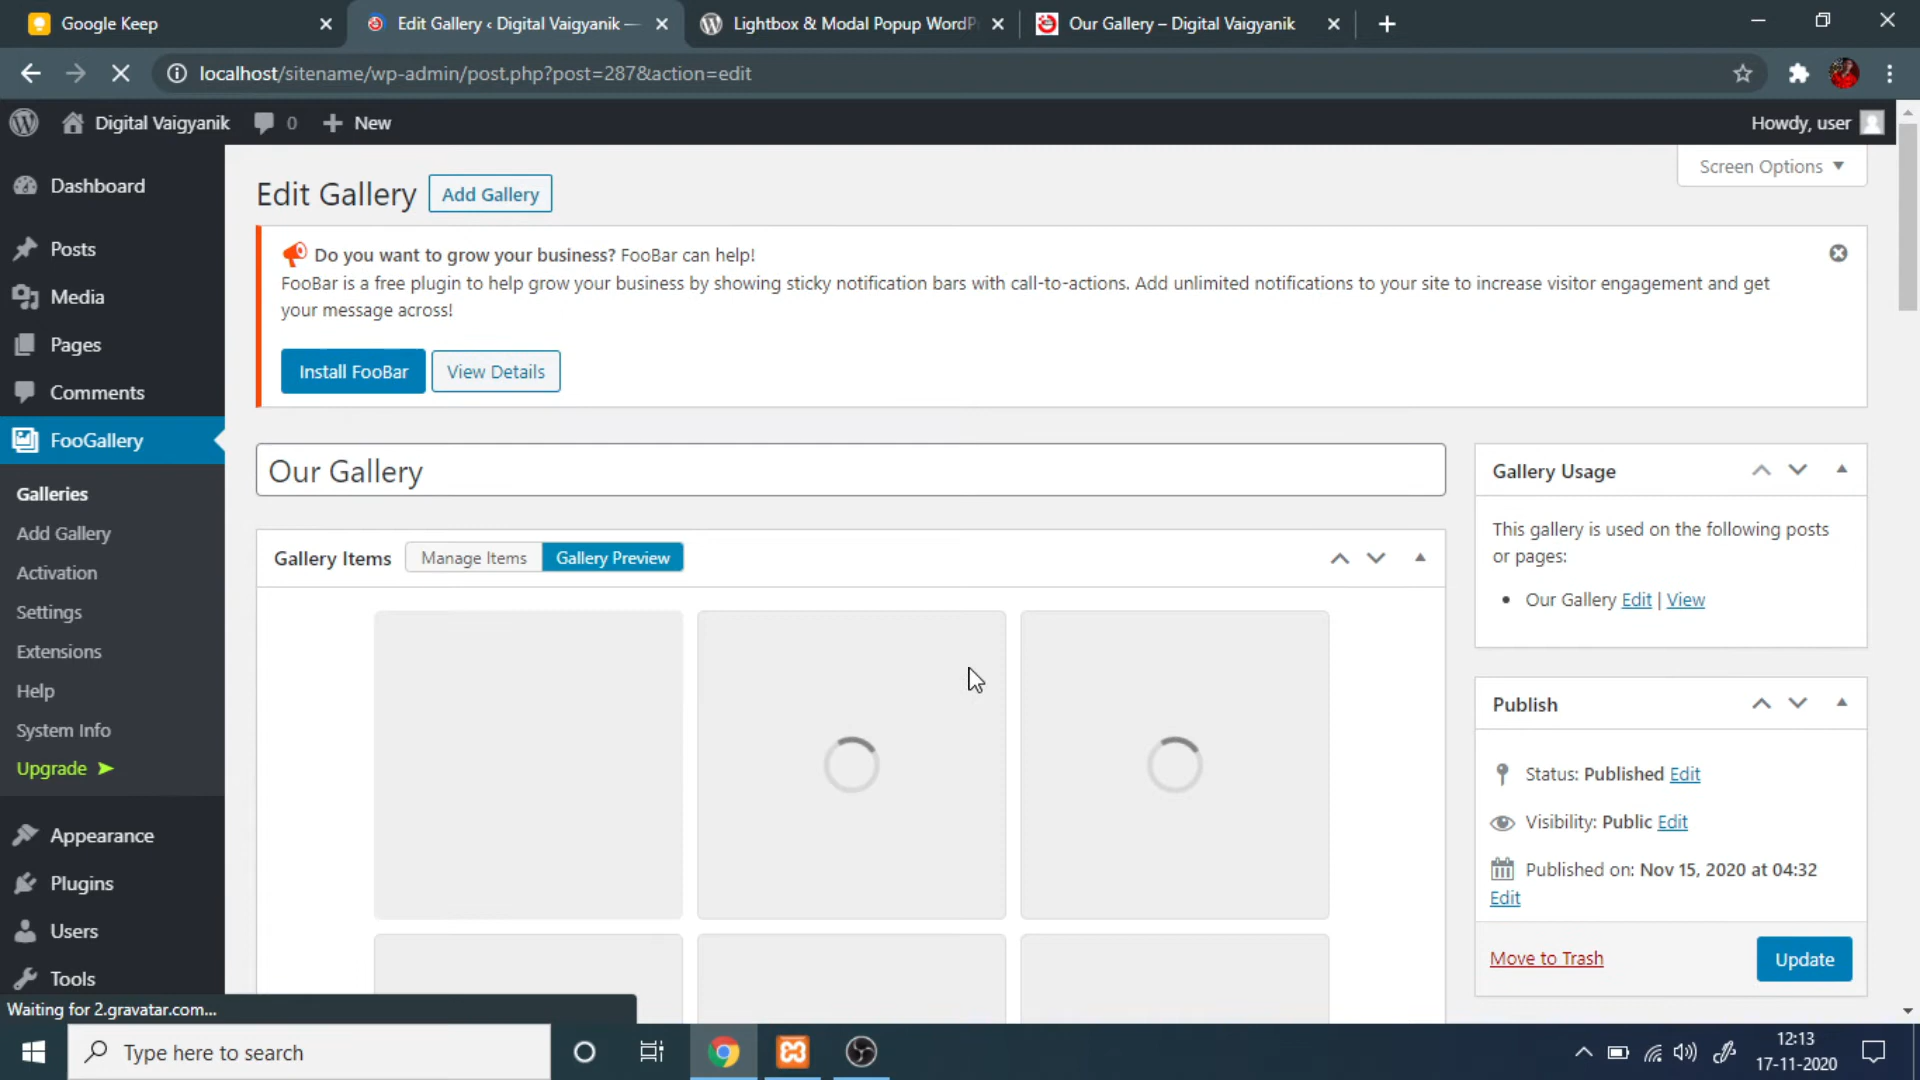 Google Keep
Edit Gallery ‹ Digital Vaigyanik —
Lightbox & Modal Popup WordP
Our Gallery – Digital Vaigyanik
localhost/sitename/wp-admin/post.php?post=287&action=edit
Digital Vaigyanik
0
New
Howdy, user
Screen Options
Dashboard
Posts
Media
Pages
Comments
FooGallery
Galleries
Add Gallery
Activation
Settings
Extensions
Help
System Info
Upgrade ➤
Appearance
Plugins
Users
Tools
Edit Gallery
Add Gallery
Do you want to grow your business? FooBar can help!
FooBar is a free plugin to help grow your business by showing sticky notification bars with call-to-actions. Add unlimited notifications to your site to increase visitor engagement and get
your message across!
Install FooBar
View Details
Our Gallery
Gallery Items
Manage Items
Gallery Preview
Gallery Usage
This gallery is used on the following posts
or pages:
• Our Gallery Edit | View
Publish
Status: Published Edit
Visibility: Public Edit
Published on: Nov 15, 2020 at 04:32
Edit
Move to Trash
Update
Waiting for 2.gravatar.com...
Type here to search
12:13
17-11-2020